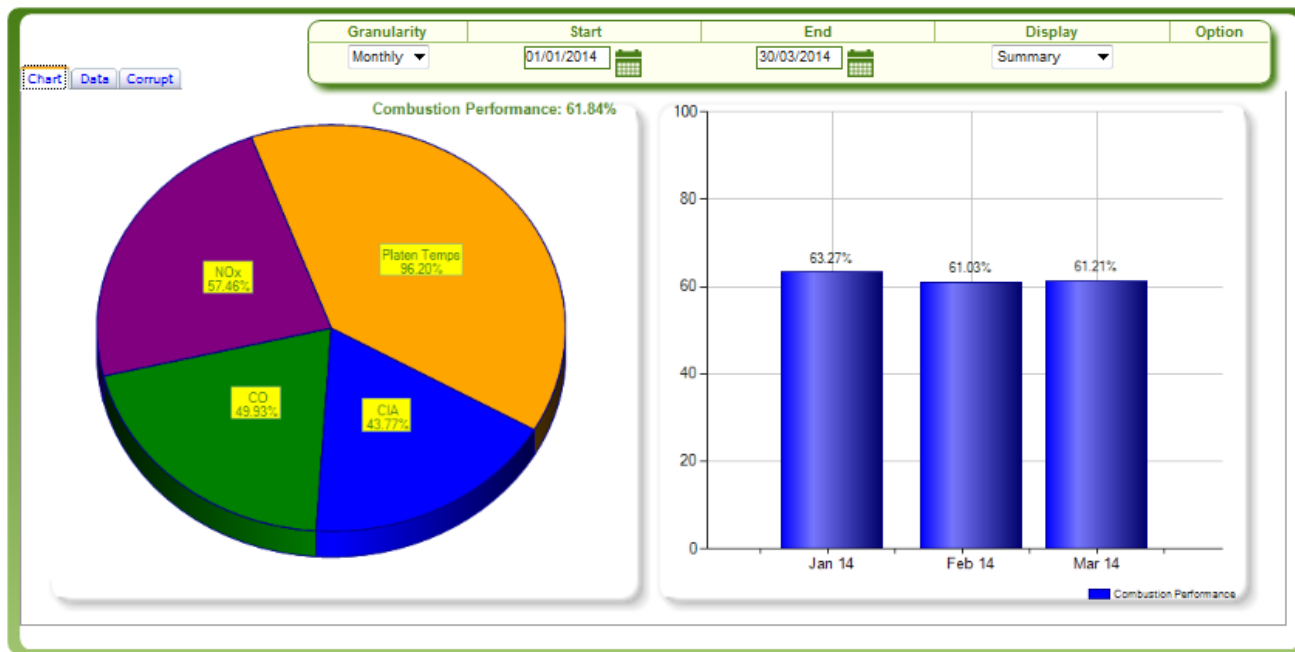 Granularity Start End Display Option
Monthly 01/01/2014 30/03/2014 Summary
Chart Data Corrupt
Combustion Performance: 61.84%
Platen Temps
96.20%
NOx
57.46%
CO
49.93%
CIA
43.77%
100
80
60
40
20
0
63.27% 61.03% 61.21%
Jan 14 Feb 14 Mar 14
Combustion Performance